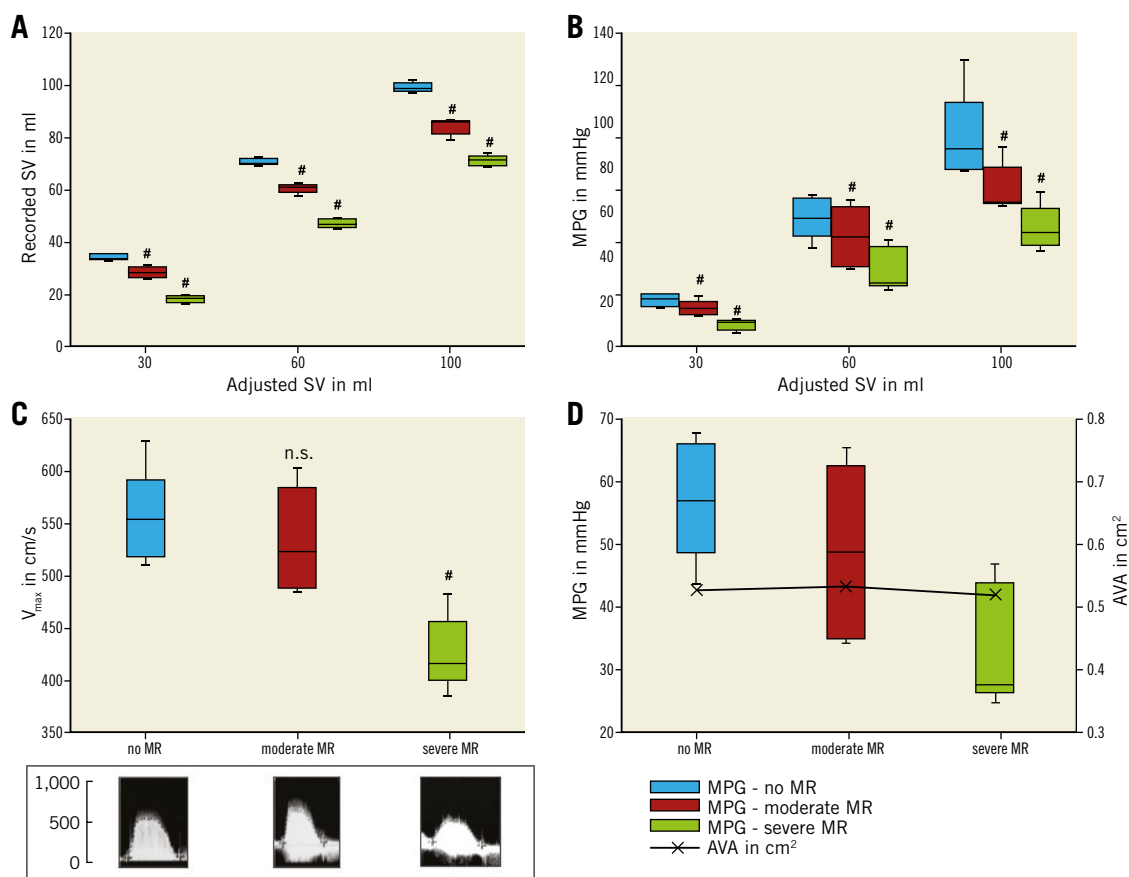 A
120
100
80
60
40
20
0
Recorded SV in ml
#
#
#
#
#
#
30
60
100
Adjusted SV in ml
B
140
120
100
80
60
40
20
0
MPG in mmHg
#
#
#
#
#
#
30
60
100
Adjusted SV in ml
C
650
600
550
500
450
400
350
Vmax in cm/s
n.s.
#
no MR
moderate MR
severe MR
1,000
500
0
D
70
60
50
40
30
20
MPG in mmHg
0.8
0.7
0.6
0.5
0.4
0.3
AVA in cm²
no MR
moderate MR
severe MR
MPG - no MR
MPG - moderate MR
MPG - severe MR
AVA in cm²